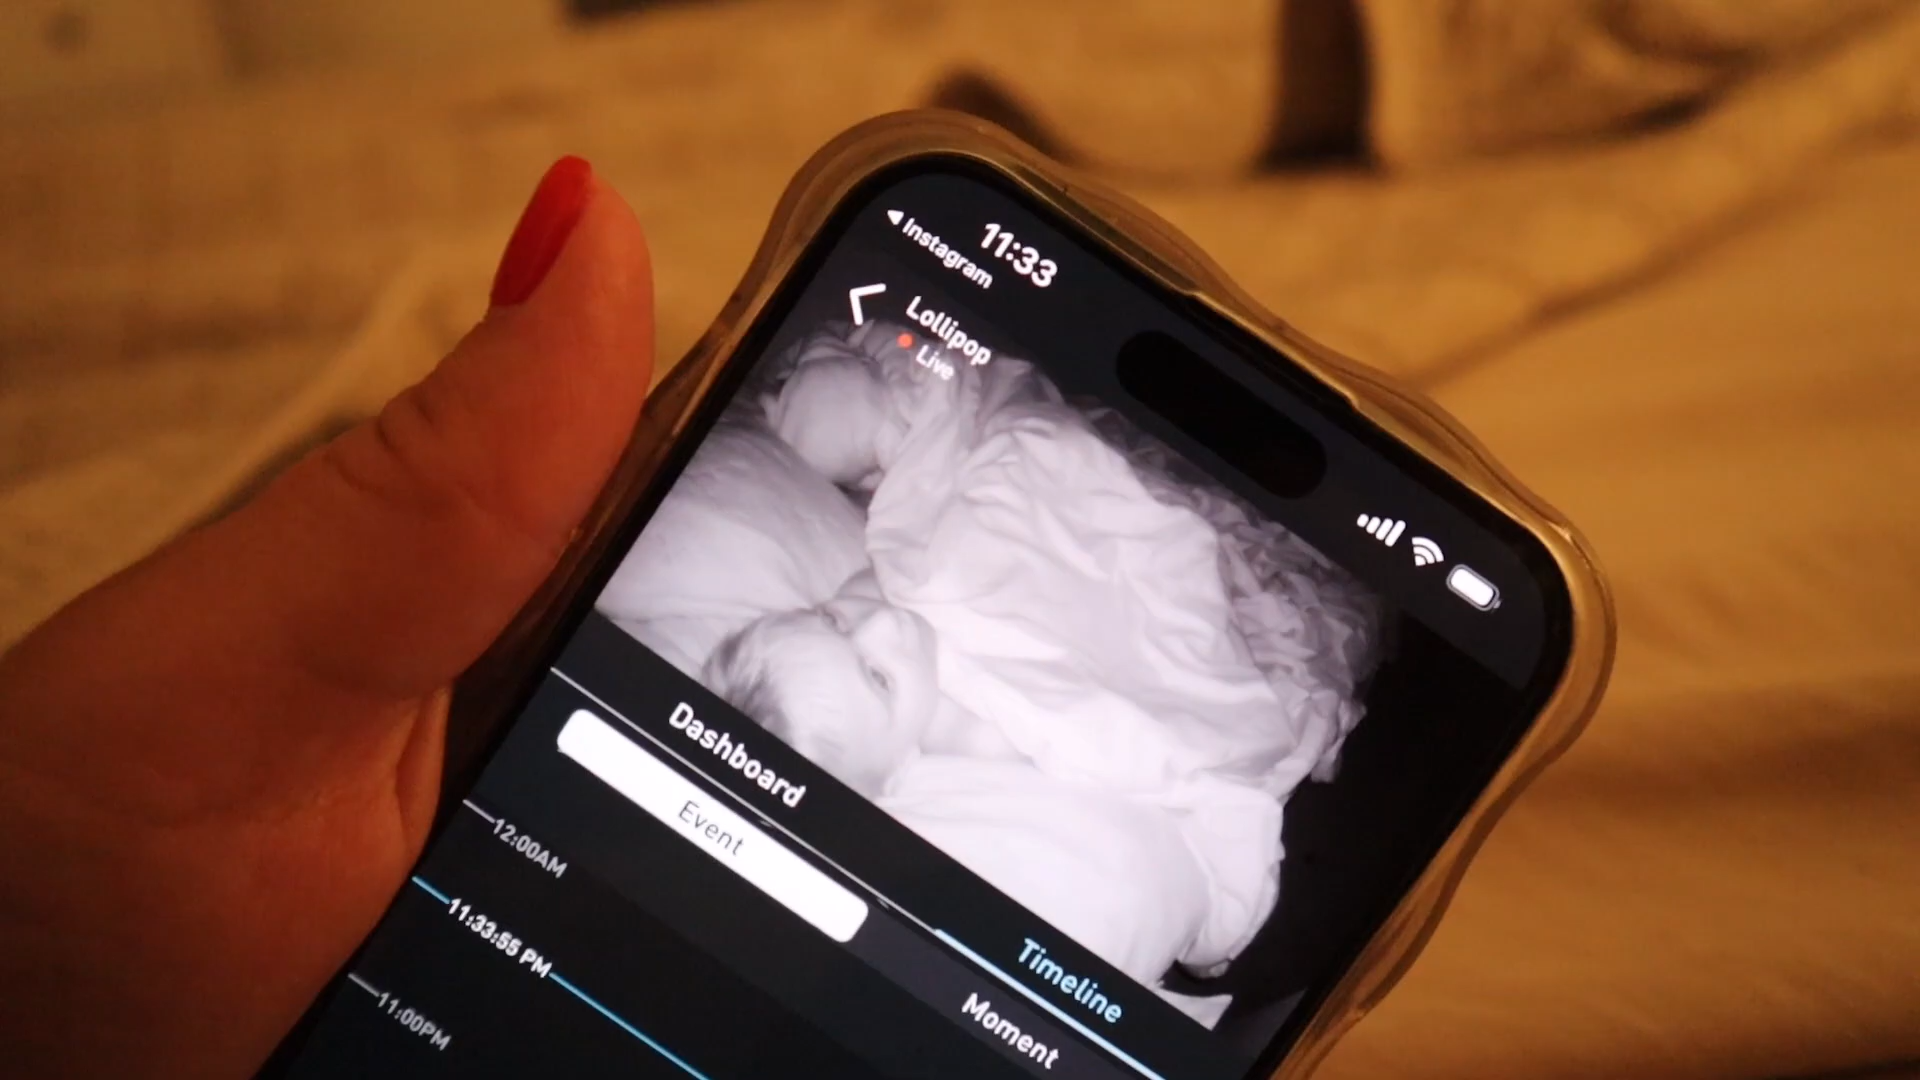 11:33
Instagram
Lollipop
Live
Dashboard
Timeline
Event
Moment
12:00AM
11:33:55 PM
11:00PM